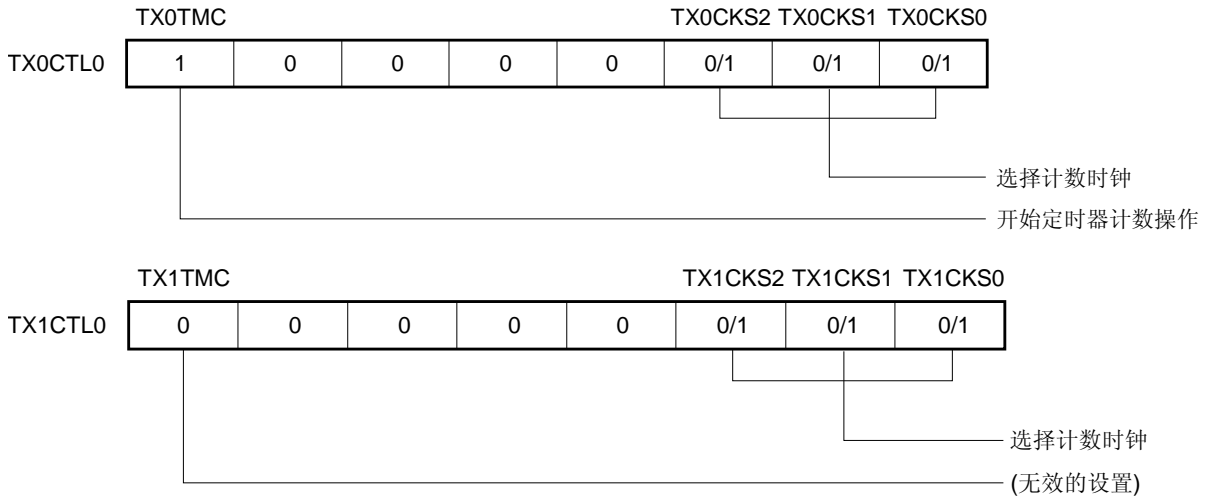 TX0TMC TX0CKS2 TX0CKS1 TX0CKS0
TX0CTL0 1 0 0 0 0 0/1 0/1 0/1
选择计数时钟
开始定时器计数操作
TX1TMC TX1CKS2 TX1CKS1 TX1CKS0
TX1CTL0 0 0 0 0 0 0/1 0/1 0/1
选择计数时钟
(无效的设置)